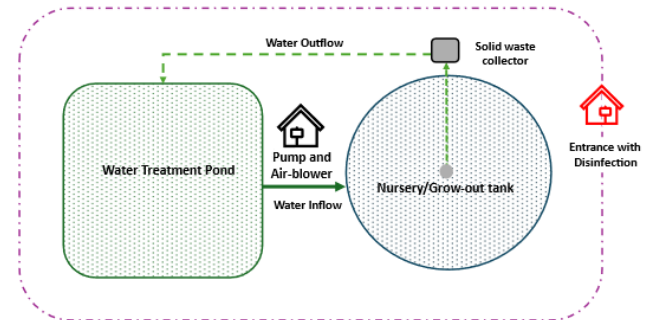 Water Outflow
Solid waste
collector
Entrance with
Disinfection
Pump and
Air-blower
Water Treatment Pond
Nursery/Grow-out tank
Water Inflow